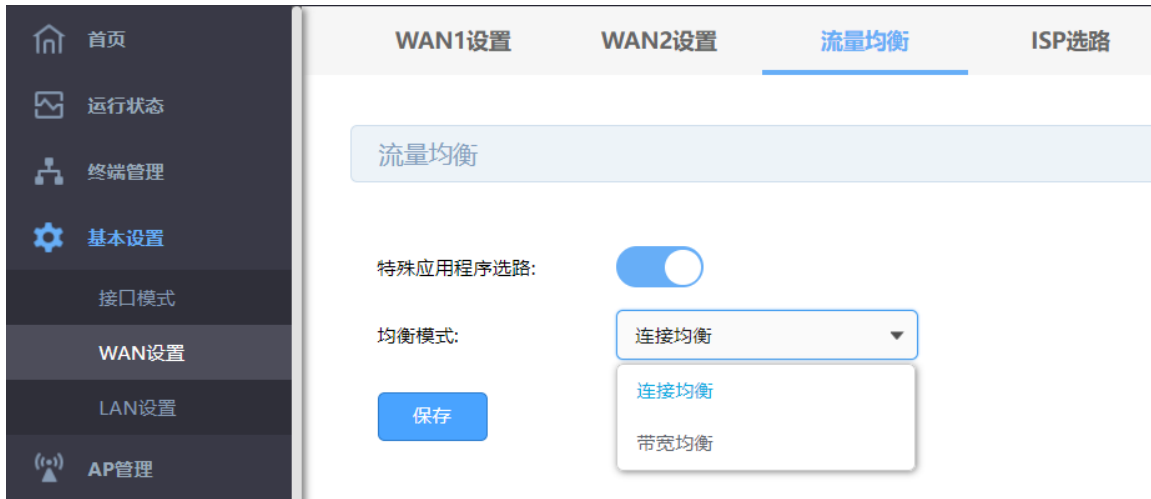 首页
运行状态
终端管理
基本设置
接口模式
WAN设置
LAN设置
AP管理
WAN1设置
WAN2设置
流量均衡
ISP选路
流量均衡
特殊应用程序选路:
均衡模式:
连接均衡
连接均衡
带宽均衡
保存